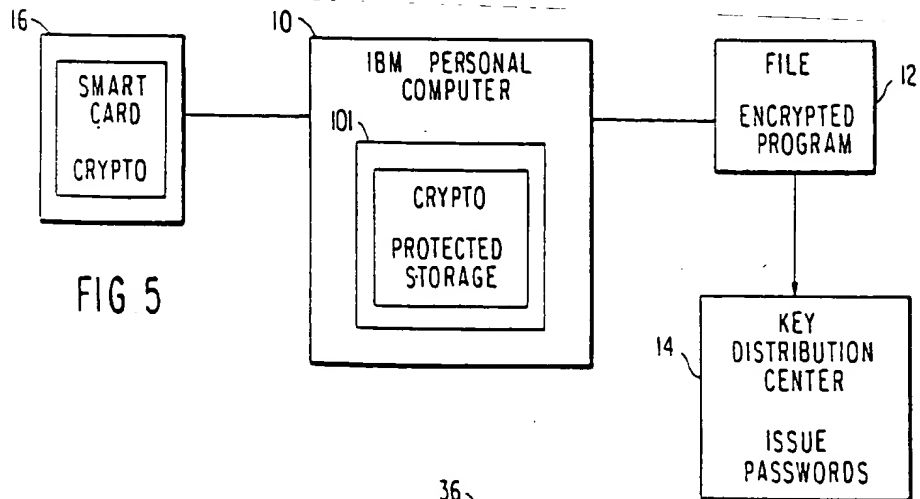 16
SMART
CARD
CRYPTO
10
IBM PERSONAL
COMPUTER
101
CRYPTO
PROTECTED
STORAGE
FILE
ENCRYPTED
PROGRAM
12
FIG 5
14
KEY
DISTRIBUTION
CENTER
ISSUE
PASSWORDS
36